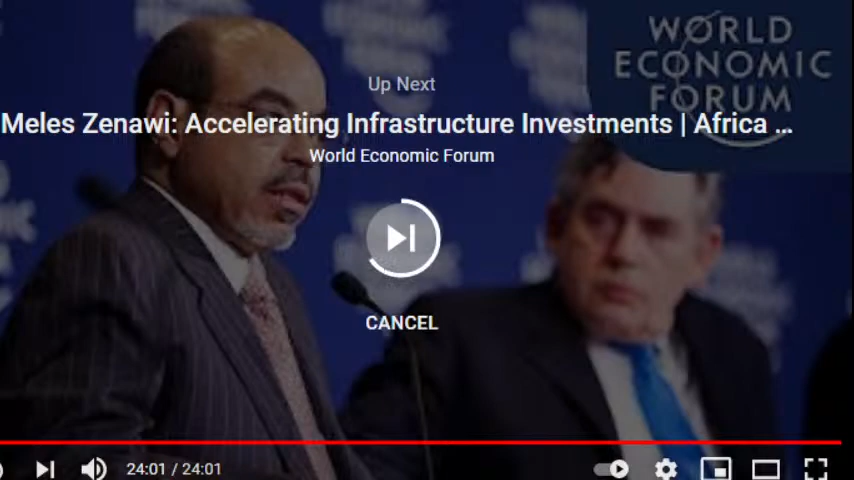 WORLD
ECONOMIC
FORUM
Up Next
Meles Zenawi: Accelerating Infrastructure Investments | Africa ...
World Economic Forum
CANCEL
24:01 / 24:01